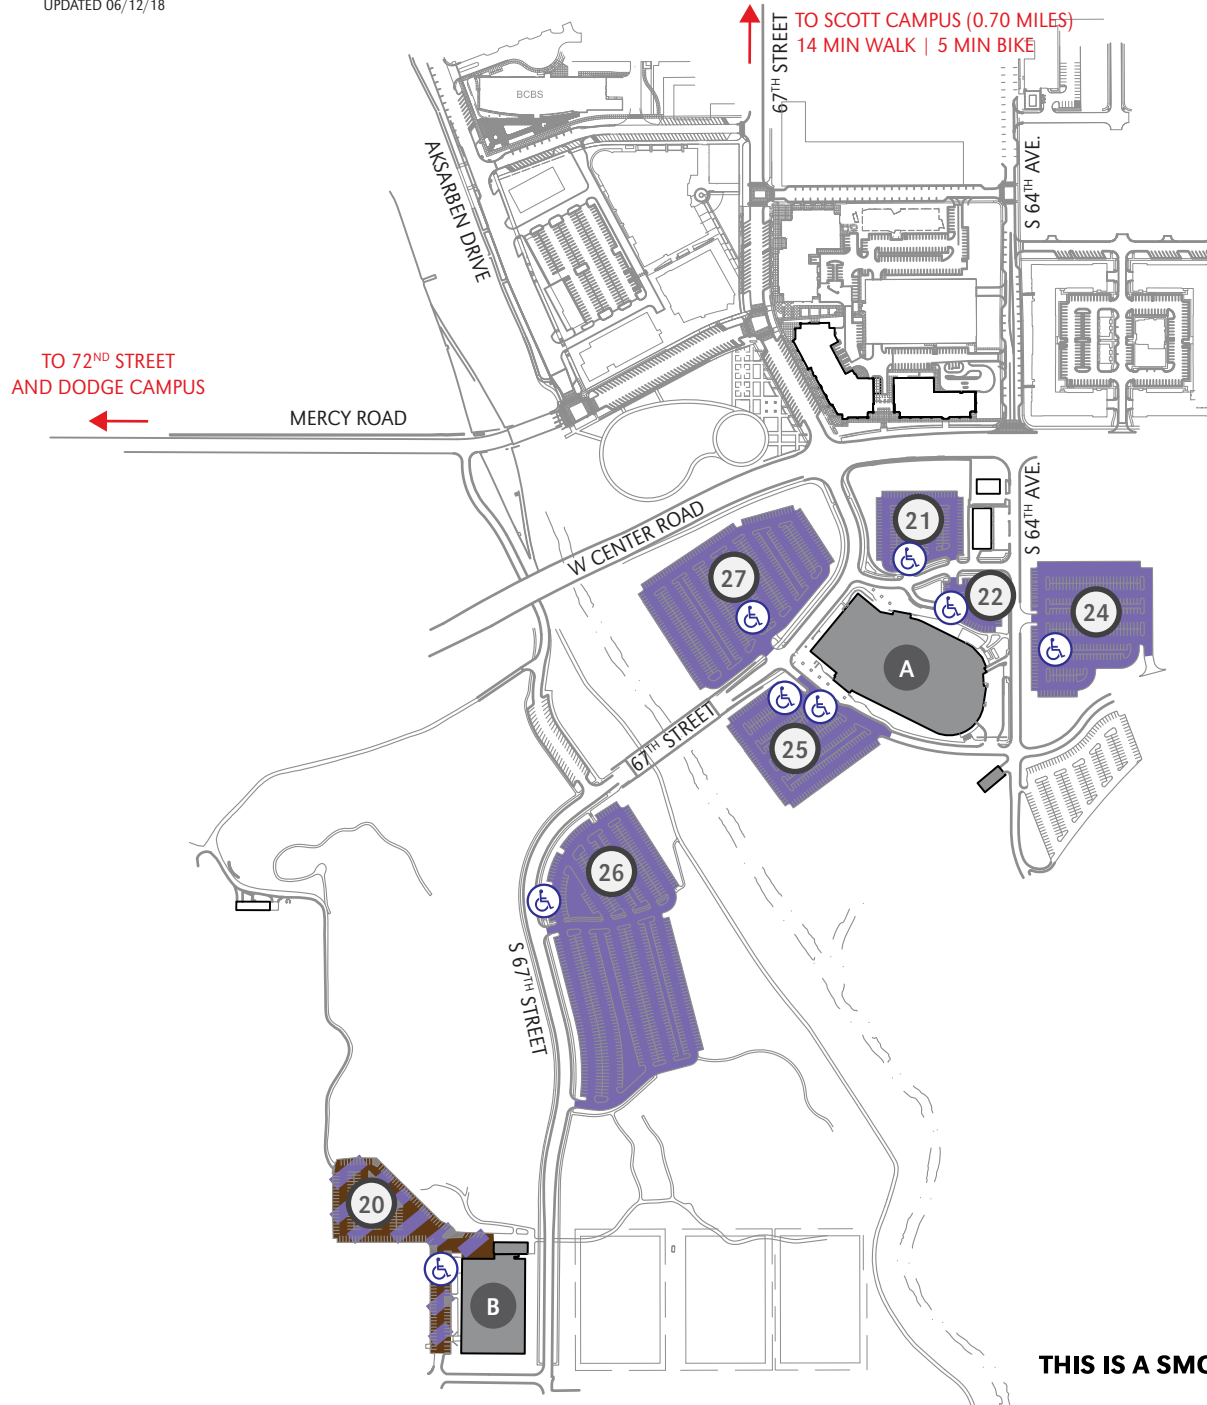 UPDATED 06/12/18
TO SCOTT CAMPUS (0.70 MILES)
14 MIN WALK | 5 MIN BIKE
67TH STREET
BCBS
AKSARBEN DRIVE
S 64TH AVE.
TO 72ND STREET
AND DODGE CAMPUS
MERCY ROAD
W CENTER ROAD
S 64TH AVE.
21
27
22
24
A
67TH STREET
25
26
S 67TH STREET
20
B
THIS IS A SMO